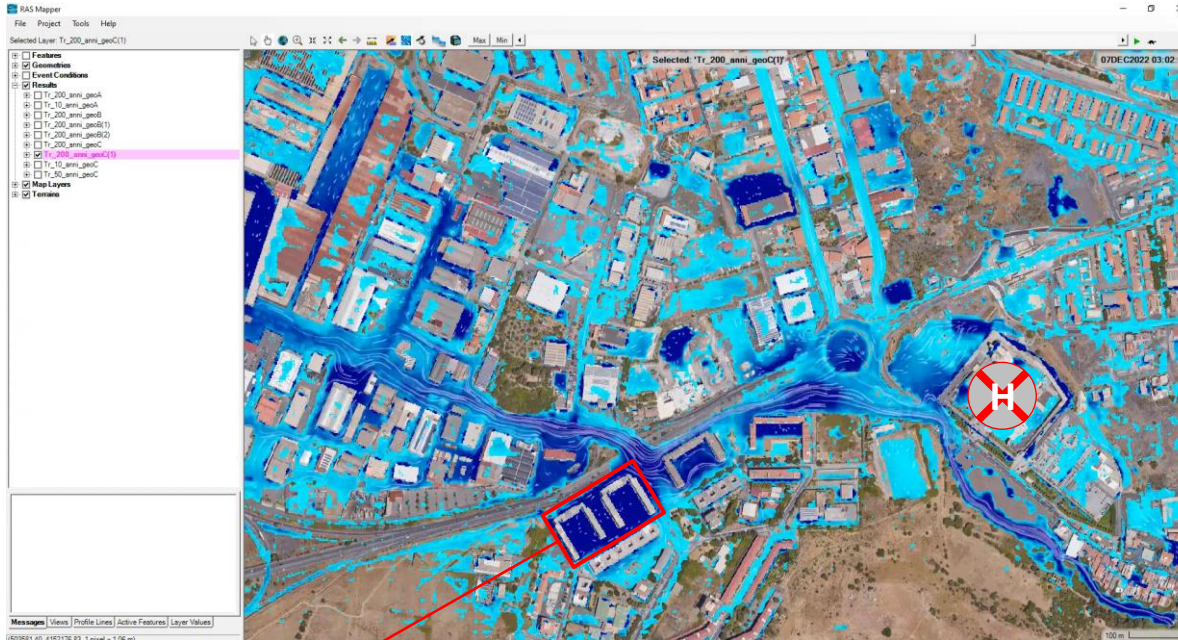 RAS Mapper
File Project Tools Help
Selected Layer: Tr_200_anni_geoC(1)
Max Min
Features
Geometries
Event Conditions
Results
Tr_200_anni_geoA
Tr_10_anni_geoA
Tr_200_anni_geoB
Tr_200_anni_geoB(1)
Tr_200_anni_geoB(2)
Tr_200_anni_geoC
Tr_200_anni_geoC(1)
Tr_10_anni_geoC
Tr_50_anni_geoC
Map Layers
Terrains
Selected: 'Tr_200_anni_geoC(1)'
07DEC2022 03:02
H
Messages Views Profile Lines Active Features Layer Values
100 m